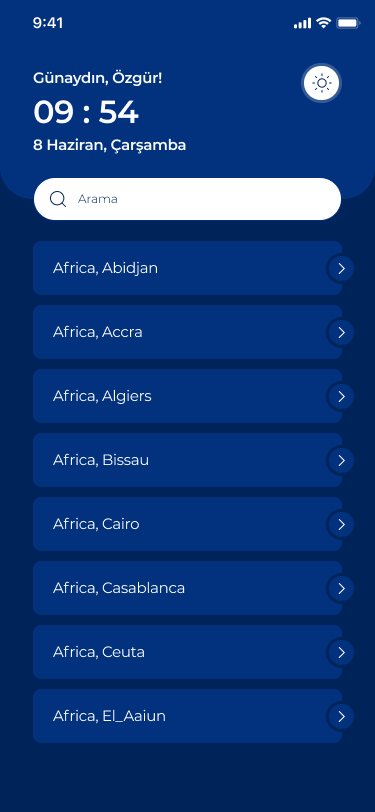 9:41
Günaydın, Özgür!
09 : 54
8 Haziran, Çarşamba
Arama
Africa, Abidjan
Africa, Accra
Africa, Algiers
Africa, Bissau
Africa, Cairo
Africa, Casablanca
Africa, Ceuta
Africa, El_Aaiun